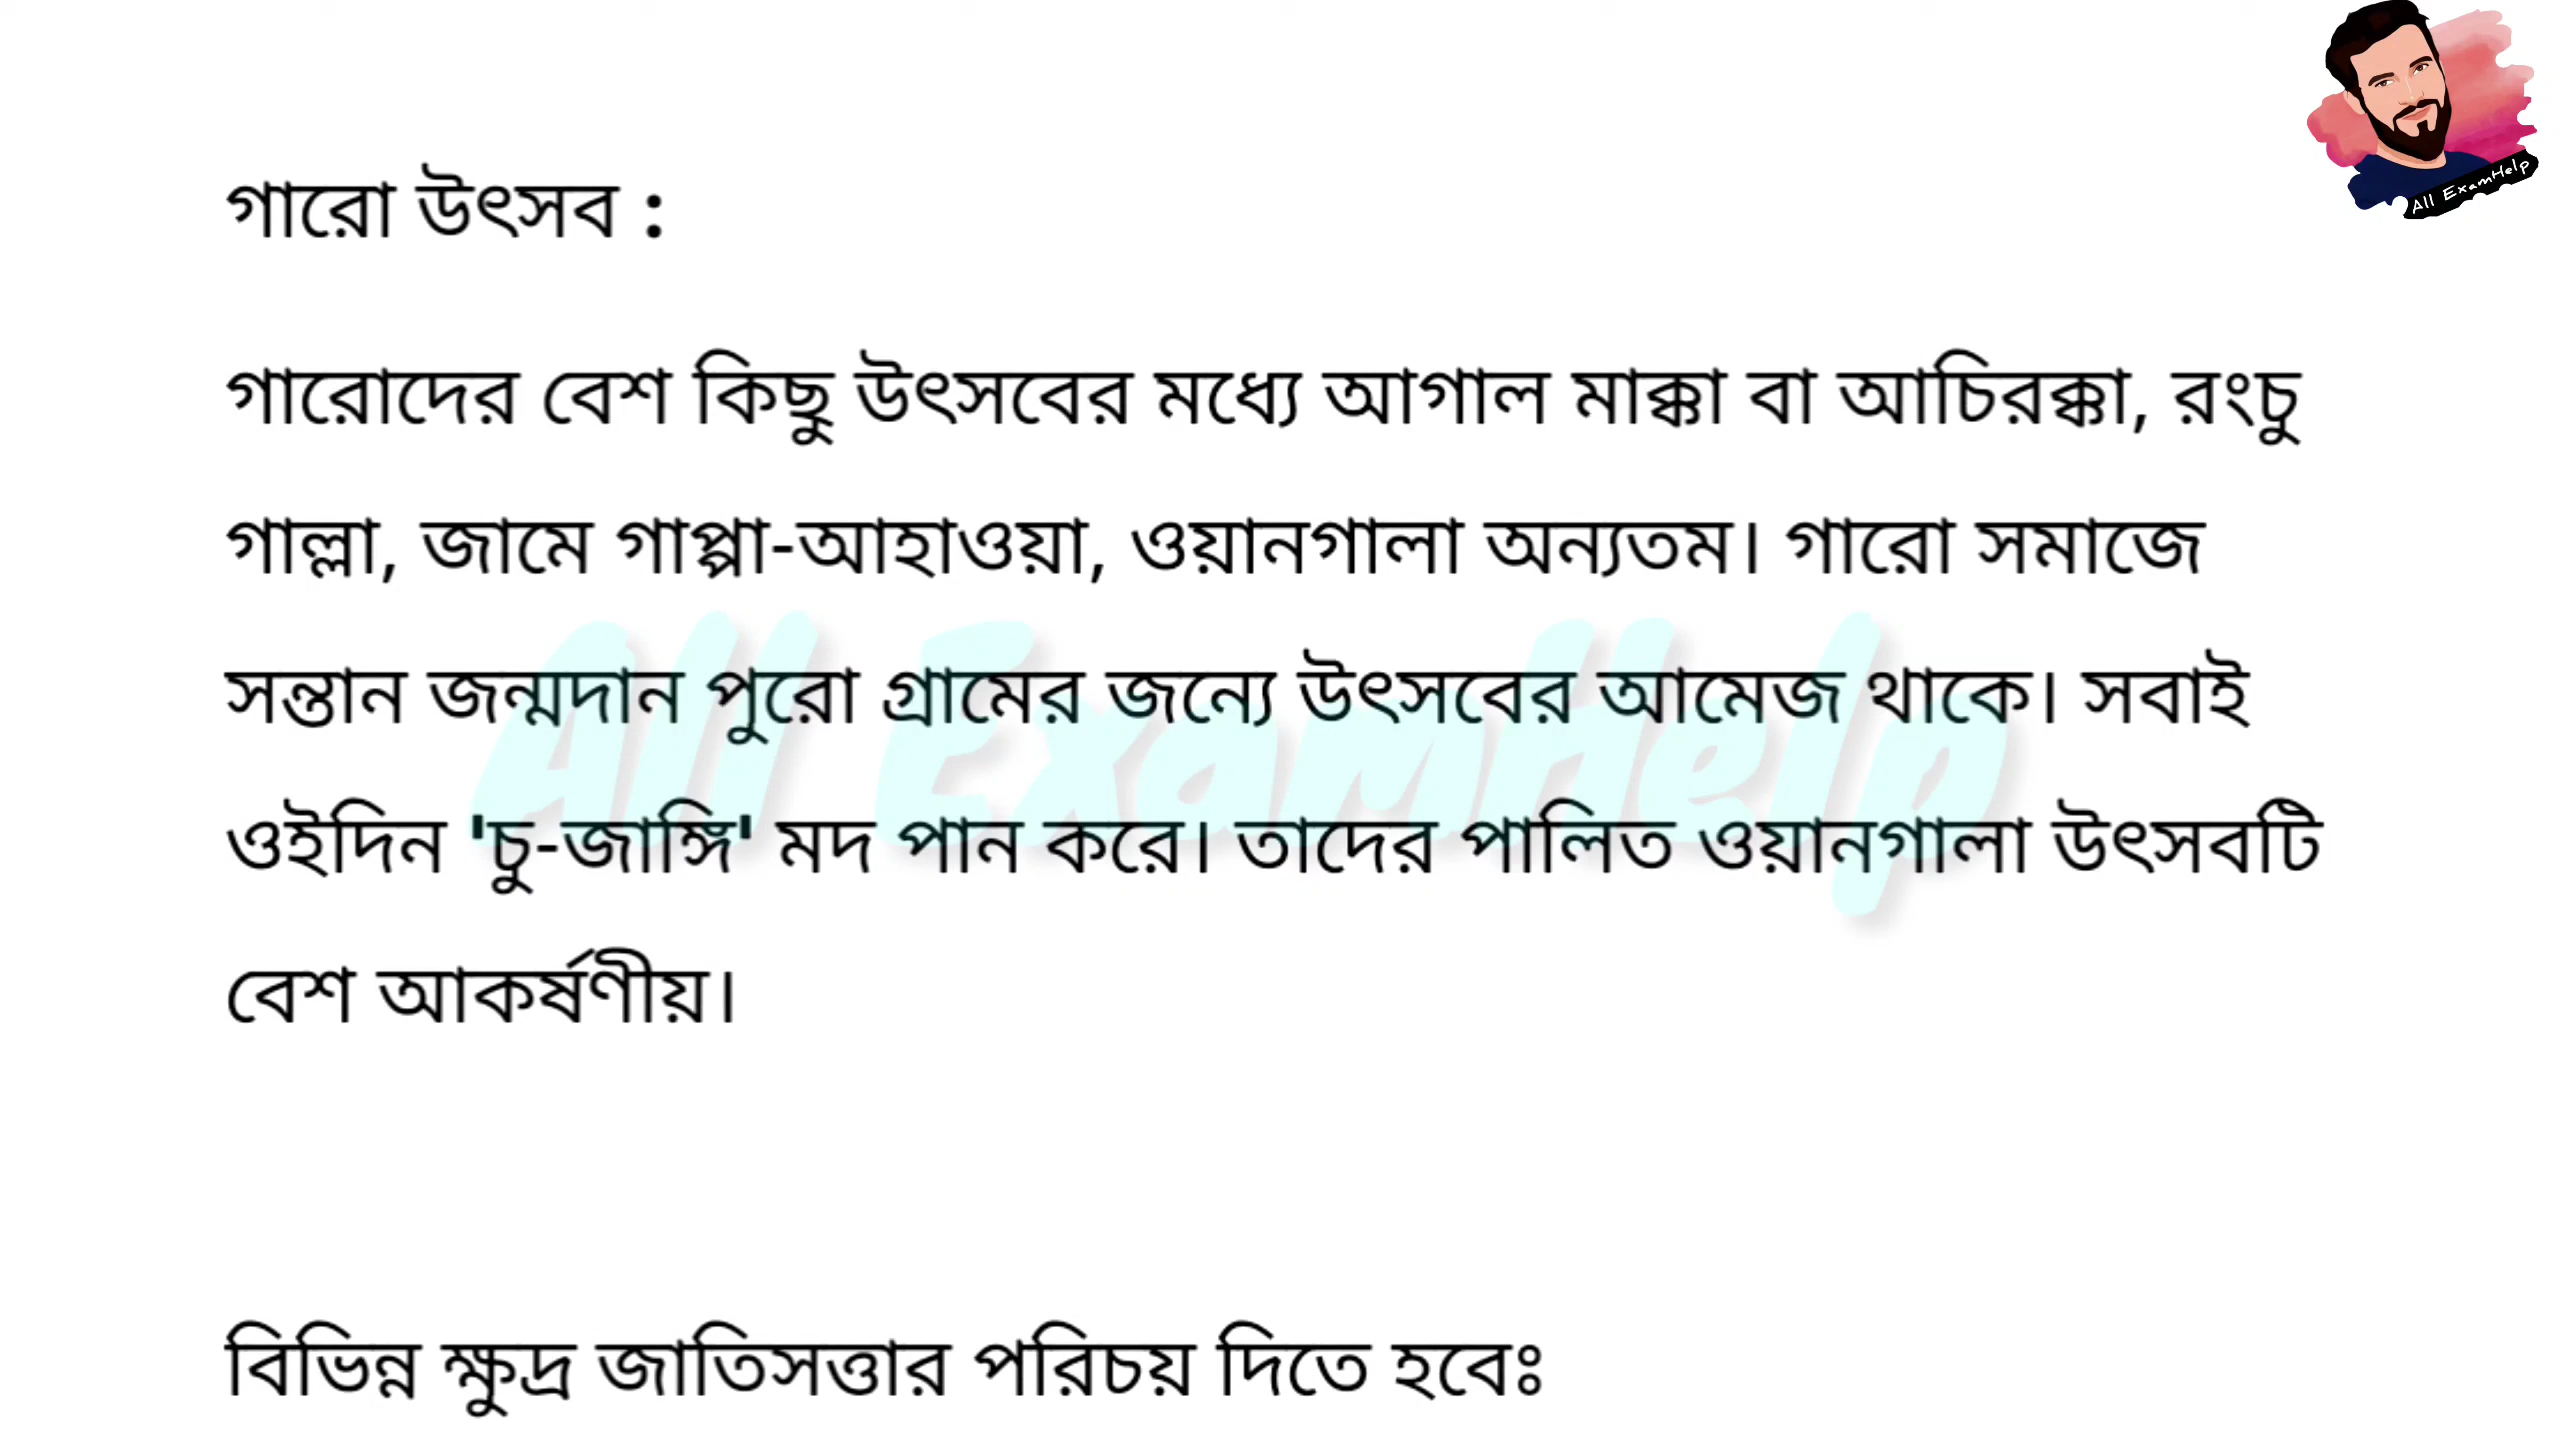 All ExamHelp
গারো উৎসব :
গারোদের বেশ কিছু উৎসবের মধ্যে আগাল মাক্কা বা আচিরক্কা, রংচু
গাল্লা, জামে গাপ্পা-আহাওয়া, ওয়ানগালা অন্যতম। গারো সমাজে
সন্তান জন্মদান পুরো গ্রামের জন্যে উৎসবের আমেজ থাকে। সবাই
All ExamHelp
ওইদিন 'চু-জাঙ্গি' মদ পান করে। তাদের পালিত ওয়ানগালা উৎসবটি
বেশ আকর্ষণীয়।
বিভিন্ন ক্ষুদ্র জাতিসত্তার পরিচয় দিতে হবেঃ